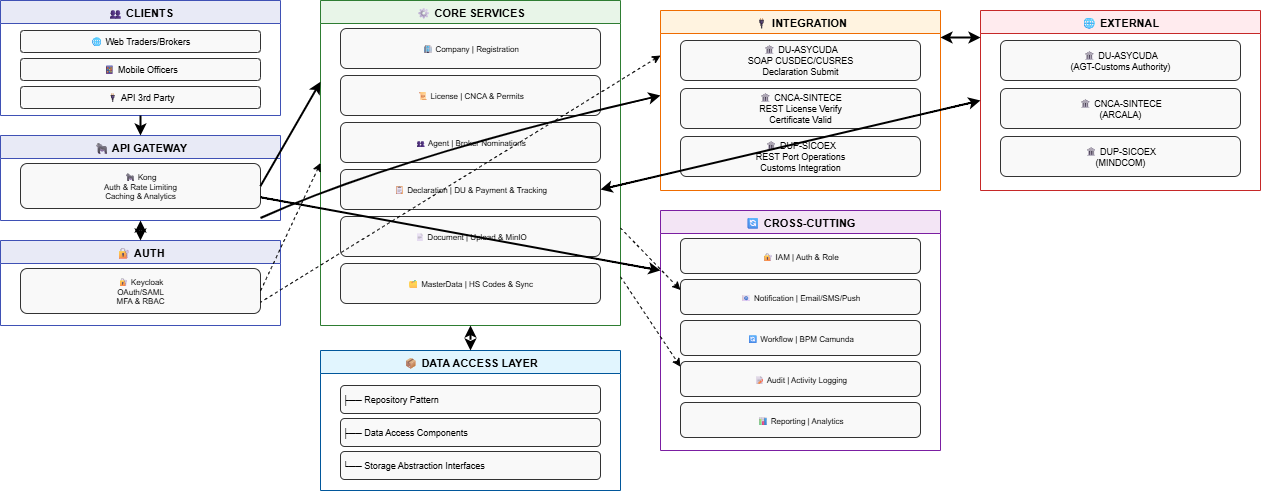 👥 CLIENTS
🌐 Web Traders/Brokers
Mobile Officers
API 3rd Party
API GATEWAY
Kong
Auth & Rate Limiting
Caching & Analytics
🔐 AUTH
🔐 Keycloak
OAuth/SAML
MFA & RBAC
⚙️ CORE SERVICES
Company | Registration
License | CNCA & Permits
👥 Agent | Broker Nominations
Declaration | DU & Payment & Tracking
Document | Upload & MinIO
MasterData | HS Codes & Sync
📦 DATA ACCESS LAYER
├── Repository Pattern
├── Data Access Components
└── Storage Abstraction Interfaces
INTEGRATION
🏛️ DU-ASYCUDA
SOAP CUSDEC/CUSRES
Declaration Submit
🏛️ CNCA-SINTECE
REST License Verify
Certificate Valid
🏛️ DUP-SICOEX
REST Port Operations
Customs Integration
🌐 EXTERNAL
🏛️ DU-ASYCUDA
(AGT-Customs Authority)
🏛️ CNCA-SINTECE
(ARCALA)
🏛️ DUP-SICOEX
(MINDCOM)
🔄 CROSS-CUTTING
🔐 IAM | Auth & Role
📧 Notification | Email/SMS/Push
🔄 Workflow | BPM Camunda
📝 Audit | Activity Logging
📊 Reporting | Analytics